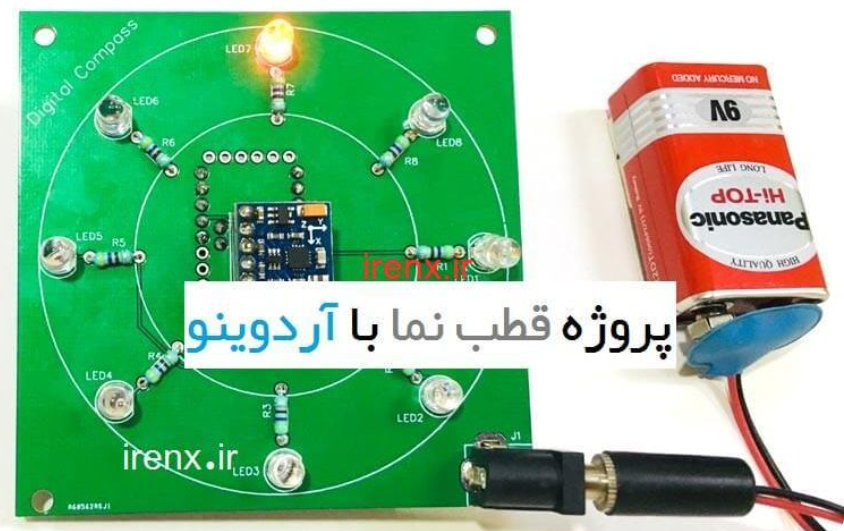 Digital Compass
LED7
R7
LED6
R6
LED8
R8
LED5
R5
Z Y
X
R1
LED1
irenx.ir
پروژه قطب نما با آردوینو
R4
LED4
R3
LED2
LED3
irenx.ir
J1
A60562RGJ1
NO MERCURY ADDED
9V
LONG LIFE
Hi-TOP
Panasonic
HIGH QUALITY